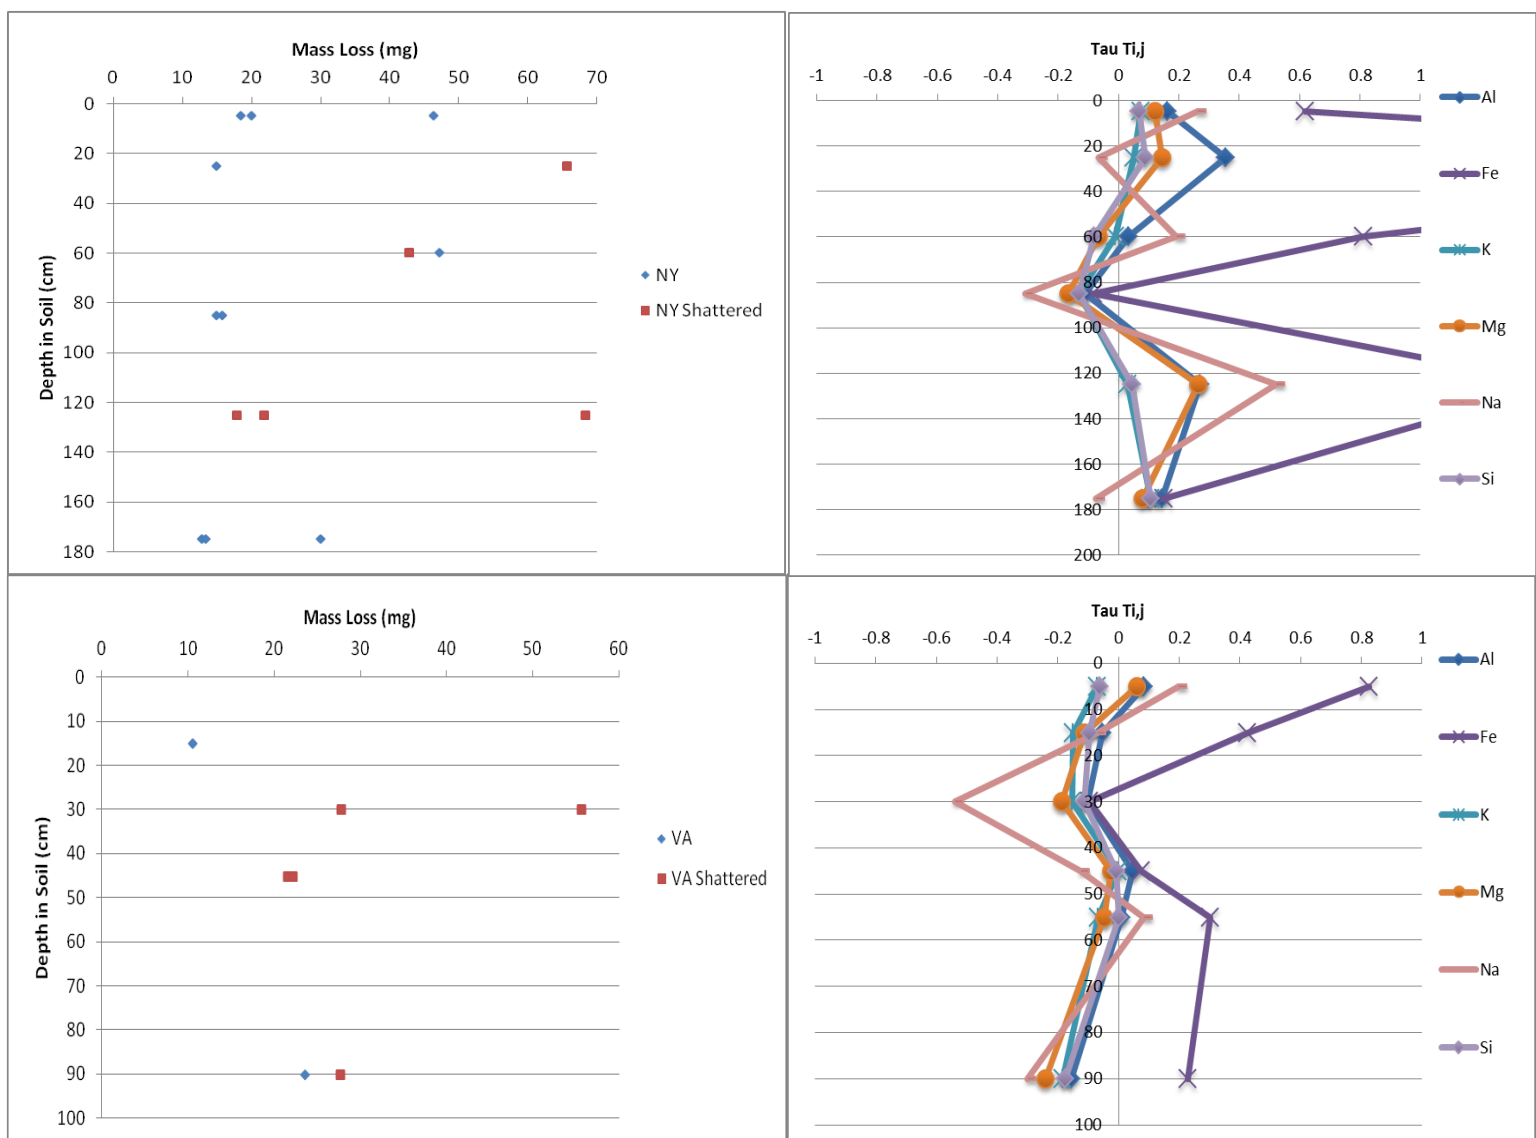 Mass Loss (mg)
0 10 20 30 40 50 60 70
0
20
40
60
80
100
120
140
160
180
Depth in Soil (cm)
NY
NY Shattered
Tau Ti,j
-1 -0.8 -0.6 -0.4 -0.2 0 0.2 0.4 0.6 0.8 1
0
20
40
60
80
100
120
140
160
180
200
Al
Fe
K
Mg
Na
Si
Mass Loss (mg)
0 10 20 30 40 50 60
0
10
20
30
40
50
60
70
80
90
100
Depth in Soil (cm)
VA
VA Shattered
Tau Ti,j
-1 -0.8 -0.6 -0.4 -0.2 0 0.2 0.4 0.6 0.8 1
0
10
20
30
40
50
60
70
80
90
100
Al
Fe
K
Mg
Na
Si